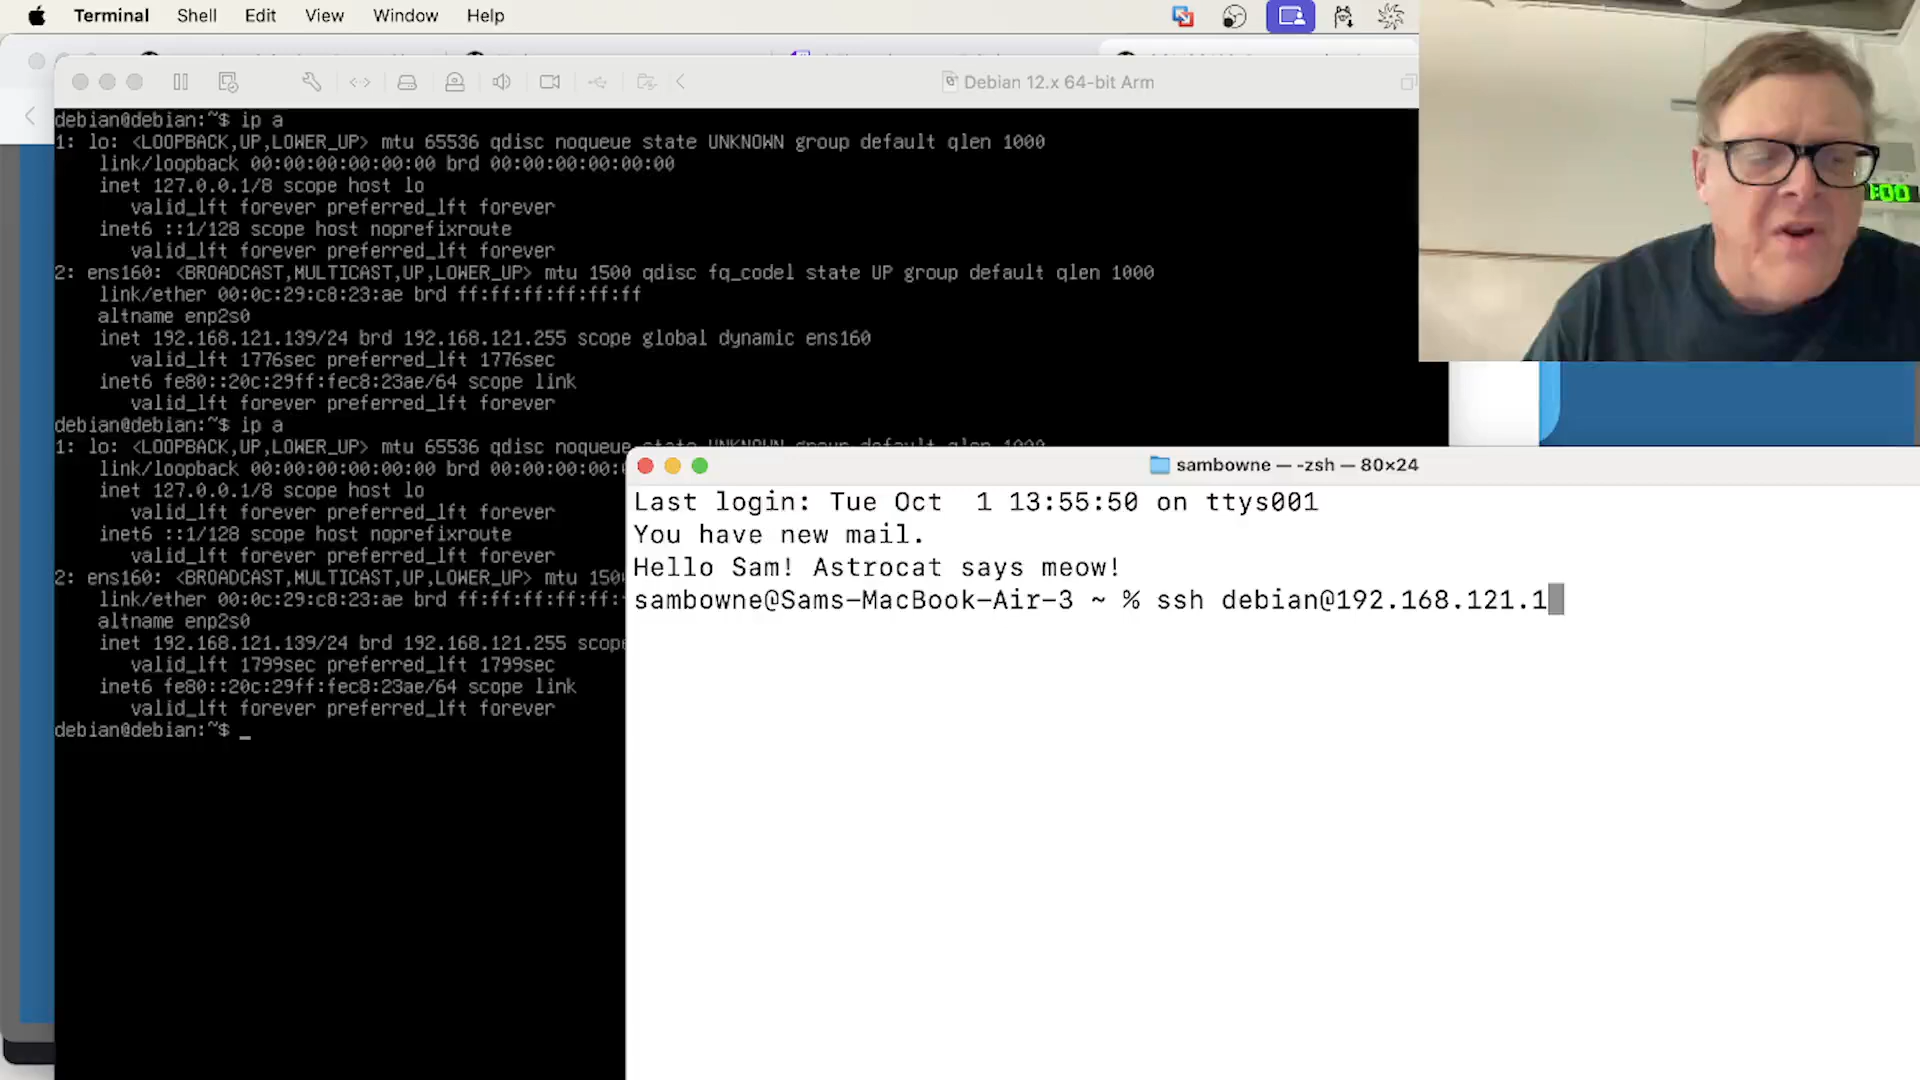 Terminal Shell Edit View Window Help
Debian 12.x 64-bit Arm
debian@debian:~$ ip a
1: lo: <LOOPBACK,UP,LOWER_UP> mtu 65536 qdisc noqueue state UNKNOWN group default qlen 1000
link/loopback 00:00:00:00:00:00 brd 00:00:00:00:00:00
inet 127.0.0.1/8 scope host lo
valid_lft forever preferred_lft forever
inet6 ::1/128 scope host noprefixroute
valid_lft forever preferred_lft forever
2: ens160: <BROADCAST,MULTICAST,UP,LOWER_UP> mtu 1500 qdisc fq_codel state UP group default qlen 1000
link/ether 00:0c:29:c8:23:ae brd ff:ff:ff:ff:ff:ff
altname enp2s0
inet 192.168.121.139/24 brd 192.168.121.255 scope global dynamic ens160
valid_lft 1776sec preferred_lft 1776sec
inet6 fe80::20c:29ff:fec8:23ae/64 scope link
valid_lft forever preferred_lft forever
debian@debian:~$ ip a
1: lo: <LOOPBACK,UP,LOWER_UP> mtu 65536 qdisc noqueue state UNKNOWN group default qlen 1000
link/loopback 00:00:00:00:00:00 brd 00:00:00:00:00:0
inet 127.0.0.1/8 scope host lo
valid_lft forever preferred_lft forever
inet6 ::1/128 scope host noprefixroute
valid_lft forever preferred_lft forever
2: ens160: <BROADCAST,MULTICAST,UP,LOWER_UP> mtu 150
link/ether 00:0c:29:c8:23:ae brd ff:ff:ff:ff:ff:
altname enp2s0
inet 192.168.121.139/24 brd 192.168.121.255 scope
valid_lft 1799sec preferred_lft 1799sec
inet6 fe80::20c:29ff:fec8:23ae/64 scope link
valid_lft forever preferred_lft forever
debian@debian:~$ _
sambowne — -zsh — 80×24
Last login: Tue Oct  1 13:55:50 on ttys001
You have new mail.
Hello Sam! Astrocat says meow!
sambowne@Sams-MacBook-Air-3 ~ % ssh debian@192.168.121.1